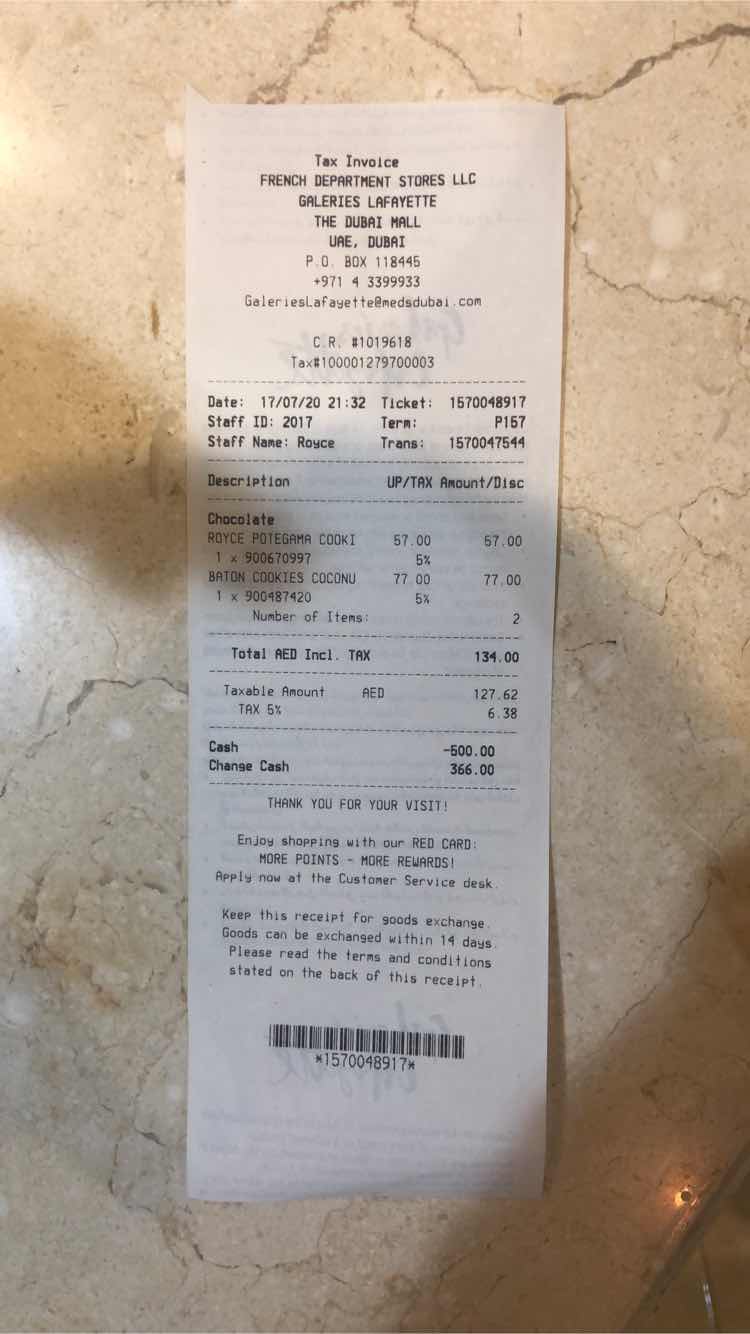 Tax Invoice
FRENCH DEPARTMENT STORES LLC
GALERIES LAFAYETTE
THE DUBAI MALL
UAE, DUBAI
P.O. BOX 118445
+971 4 3399933
GaleriesLafayette@medsdubai.com
C.R. #1019618
Tax#100001279700003
Date: 17/07/20 21:32 Ticket: 1570048917
Staff ID: 2017 Term: P157
Staff Name: Royce Trans: 1570047544
Description UP/TAX Amount/Disc
Chocolate
ROYCE POTEGAMA COOKI 57.00 57.00
1 x 900670997 5%
BATON COOKIES COCONU 77.00 77.00
1 x 900487420 5%
Number of Items: 2
Total AED Incl. TAX 134.00
Taxable Amount AED 127.62
TAX 5% 6.38
Cash -500.00
Change Cash 366.00
THANK YOU FOR YOUR VISIT!
Enjoy shopping with our RED CARD:
MORE POINTS - MORE REWARDS!
Apply now at the Customer Service desk.
Keep this receipt for goods exchange.
Goods can be exchanged within 14 days.
Please read the terms and conditions
stated on the back of this receipt.
*1570048917*